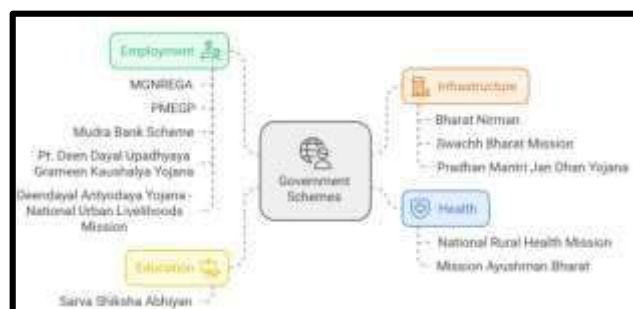 Employment
MGNREGA
PMEGP
Mudra Bank Scheme
Pt. Deen Dayal Upadhyaya
Grameen Kaushalya Yojana
Deendayal Antyodaya Yojana -
National Urban Livelihoods
Mission
Education
Sarva Shiksha Abhiyan
Government
Schemes
Infrastructure
Bharat Nirman
Swachh Bharat Mission
Pradhan Mantri Jan Dhan Yojana
Health
National Rural Health Mission
Mission Ayushman Bharat